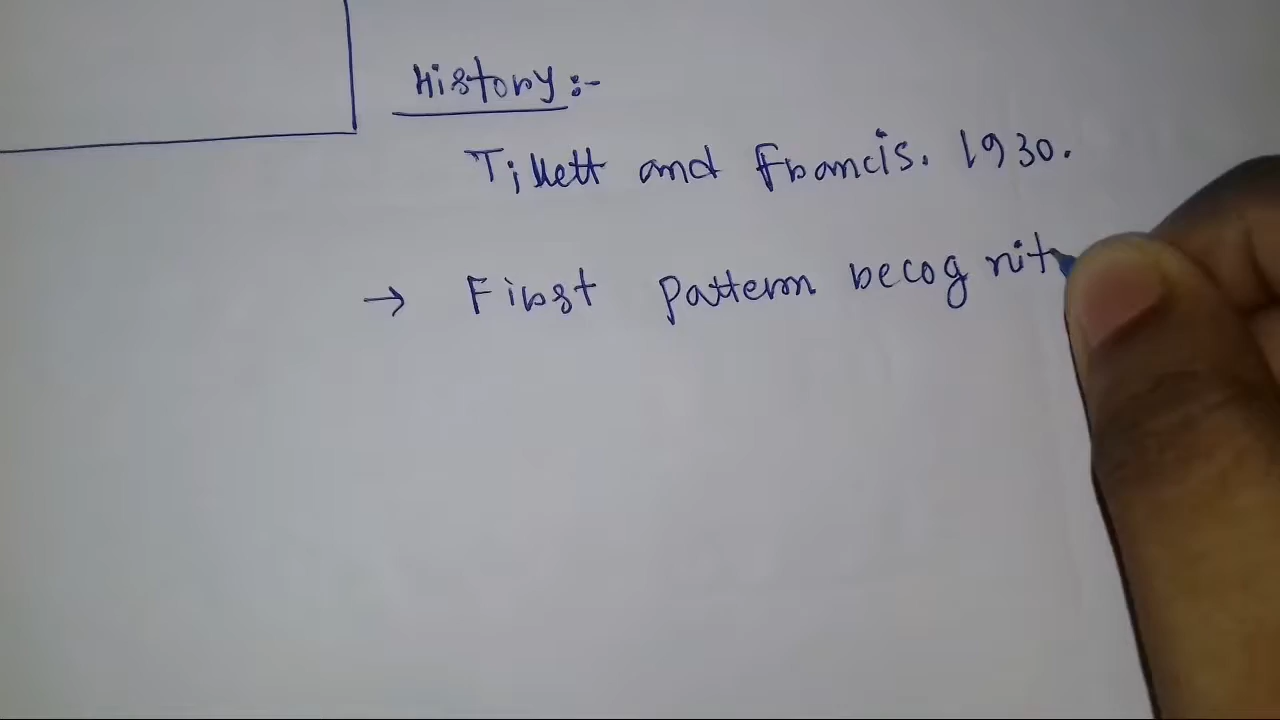 History :-
Tillett and Francis. 1930.
→ First pattern recognit